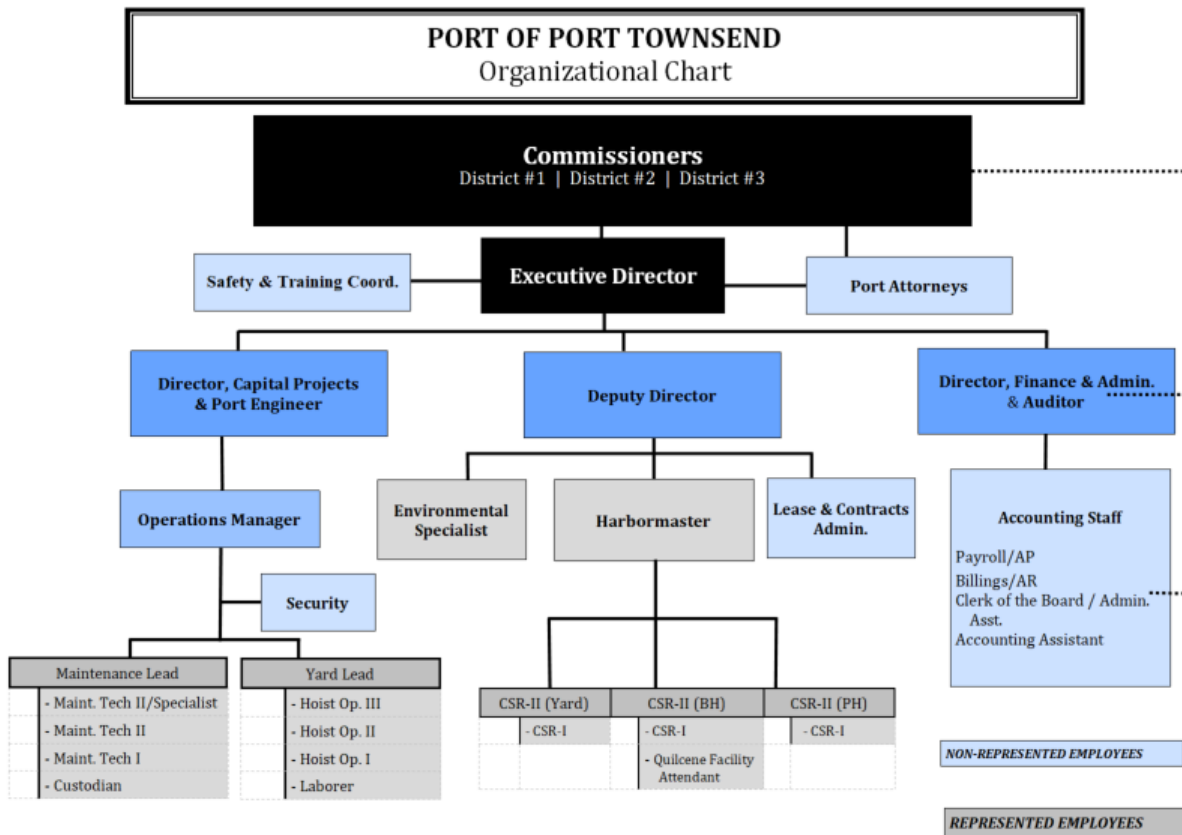 PORT OF PORT TOWNSEND
Organizational Chart
Commissioners
District #1 | District #2 | District #3
Safety & Training Coord.
Executive Director
Port Attorneys
Director, Capital Projects
& Port Engineer
Deputy Director
Director, Finance & Admin.
& Auditor
Operations Manager
Environmental
Specialist
Harbormaster
Lease & Contracts
Admin.
Accounting Staff
Payroll/AP
Billings/AR
Clerk of the Board / Admin.
Asst.
Accounting Assistant
Security
Maintenance Lead
- Maint. Tech II/Specialist
- Maint. Tech II
- Maint. Tech I
- Custodian
Yard Lead
- Hoist Op. III
- Hoist Op. II
- Hoist Op. I
- Laborer
CSR-II (Yard)
- CSR-I
CSR-II (BH)
- CSR-I
- Quilcene Facility
Attendant
CSR-II (PH)
- CSR-I
NON-REPRESENTED EMPLOYEES
REPRESENTED EMPLOYEES